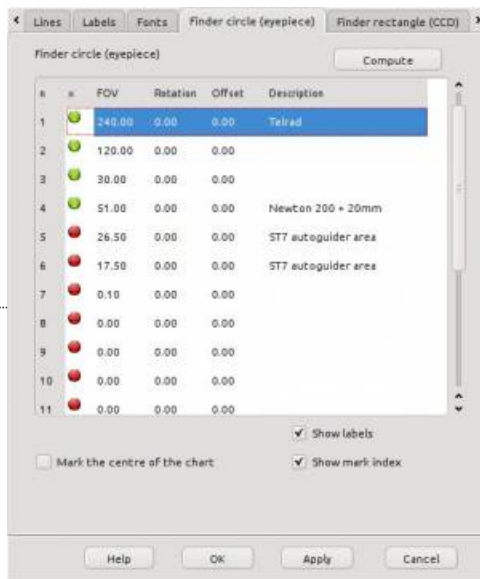 Lines Labels Fonts Finder circle (eyepiece) Finder rectangle (CCD)
Finder circle (eyepiece)
Compute
n x FOV Rotation Offset Description
1 240.00 0.00 0.00 Telrad
2 120.00 0.00 0.00
3 30.00 0.00 0.00
4 51.00 0.00 0.00 Newton 200 + 20mm
5 26.50 0.00 0.00 ST7 autoguider area
6 17.50 0.00 0.00 ST7 autoguider area
7 0.10 0.00 0.00
8 0.00 0.00 0.00
9 0.00 0.00 0.00
10 0.00 0.00 0.00
11 0.00 0.00 0.00
Show labels
Mark the centre of the chart Show mark index
Help OK Apply Cancel